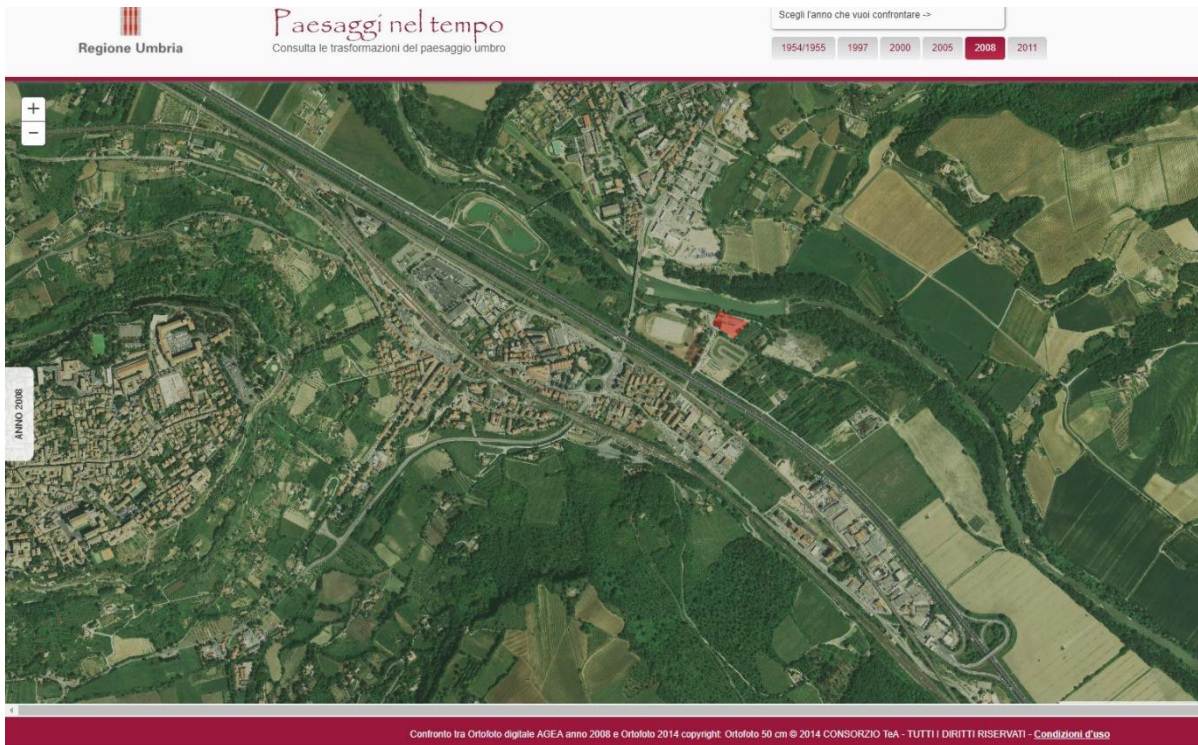 Regione Umbria
Paesaggi nel tempo
Consulta le trasformazioni del paesaggio umbro
Scegli l'anno che vuoi confrontare ->
1954/1955 1997 2000 2005 2008 2011
+
-
ANNO 2008
Confronto tra Ortofoto digitale AGEA anno 2008 e Ortofoto 2014 copyright: Ortofoto 50 cm © 2014 CONSORZIO TeA - TUTTI I DIRITTI RISERVATI - Condizioni d'uso